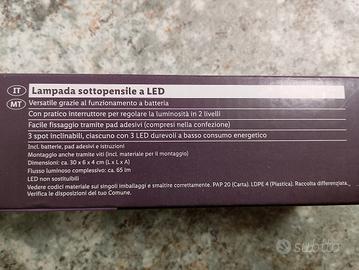 IT
MT
Lampada sottopensile a LED
Versatile grazie al funzionamento a batteria
Con pratico interruttore per regolare la luminosità in 2 livelli
Facile fissaggio tramite pad adesivi (compresi nella confezione)
3 spot inclinabili, ciascuno con 3 LED durevoli a basso consumo energetico
Incl. batterie, pad adesivi e istruzioni
Montaggio anche tramite viti (incl. materiale per il montaggio)
Dimensioni: ca. 30 x 6 x 4 cm (L x L x A)
Flusso luminoso complessivo: ca. 65 lm
LED non sostituibili
Vedere codici materiale sui singoli imballaggi e smaltire correttamente. PAP 20 (Carta). LDPE 4 (Plastica). Raccolta differenziata.
Verifica le disposizioni del tuo Comune.
subito